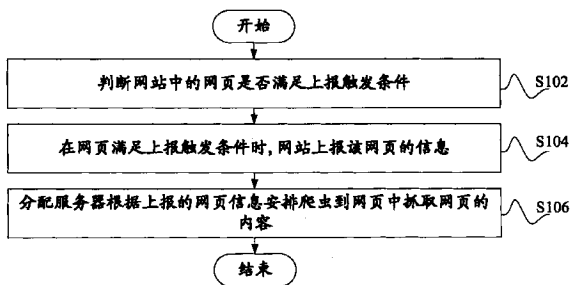 开始
判断网站中的网页是否满足上报触发条件
S102
在网页满足上报触发条件时,网站上报该网页的信息
S104
分配服务器根据上报的网页信息安排爬虫到网页中抓取网页的
内容
S106
结束